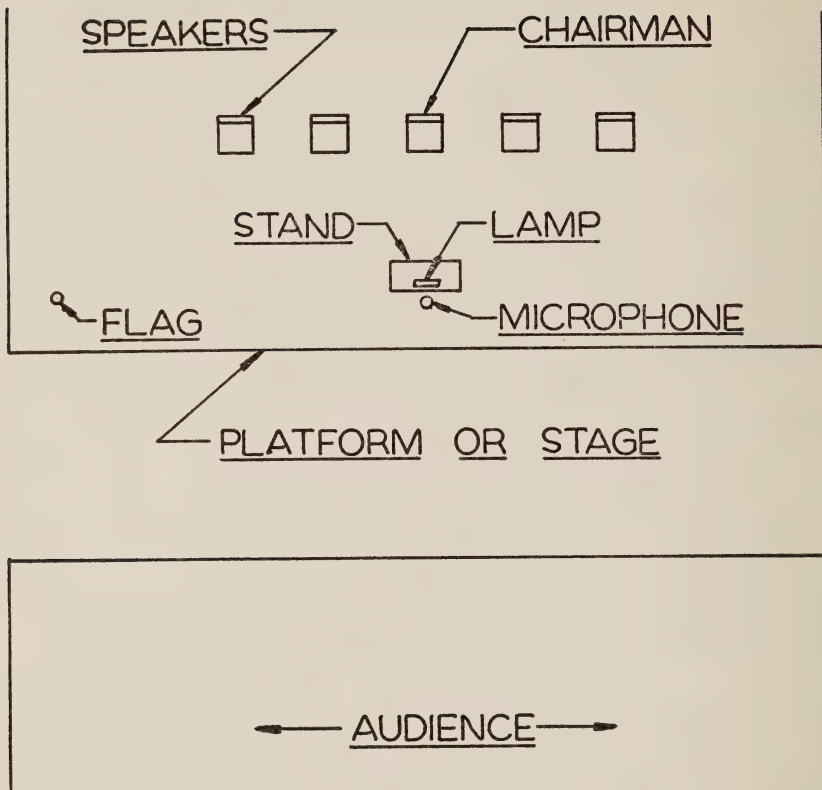 SPEAKERS
CHAIRMAN
STAND
LAMP
FLAG
MICROPHONE
PLATFORM OR STAGE
AUDIENCE